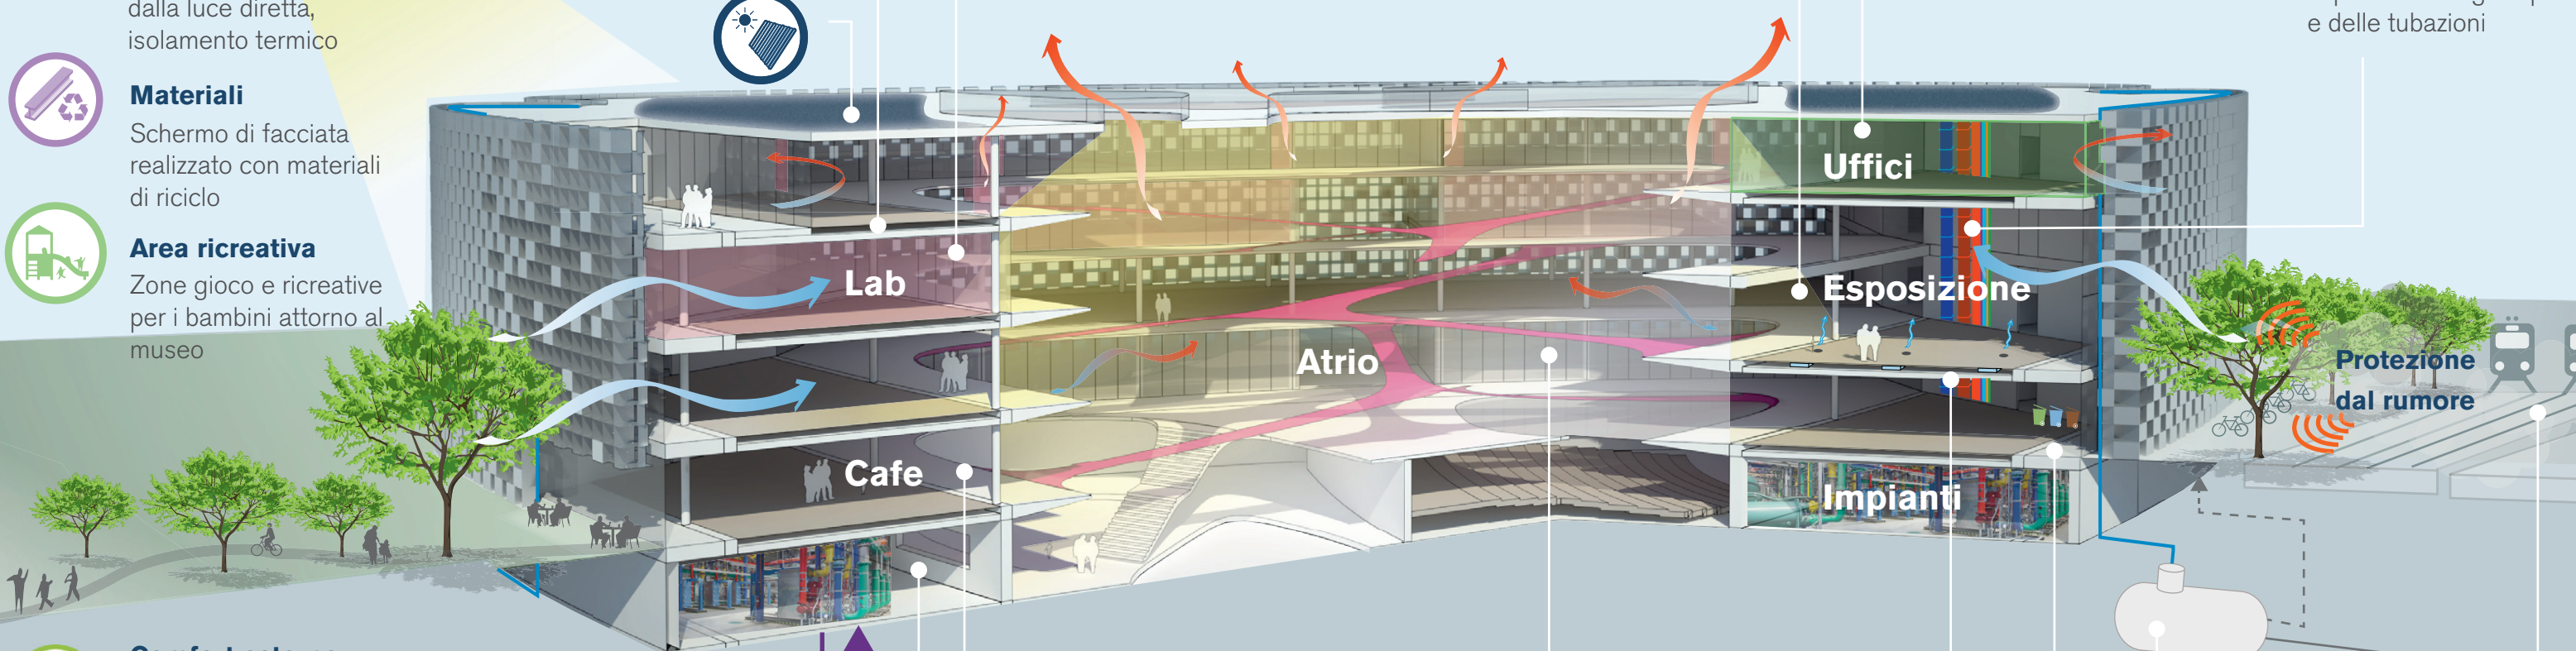 dalla luce diretta,
isolamento termico
Materiali
Schermo di facciata
realizzato con materiali
di riciclo
Area ricreativa
Zone gioco e ricreative
per i bambini attorno al
museo
e delle tubazioni
Uffici
Lab
Esposizione
Atrio
Cafe
Impianti
Protezione
dal rumore